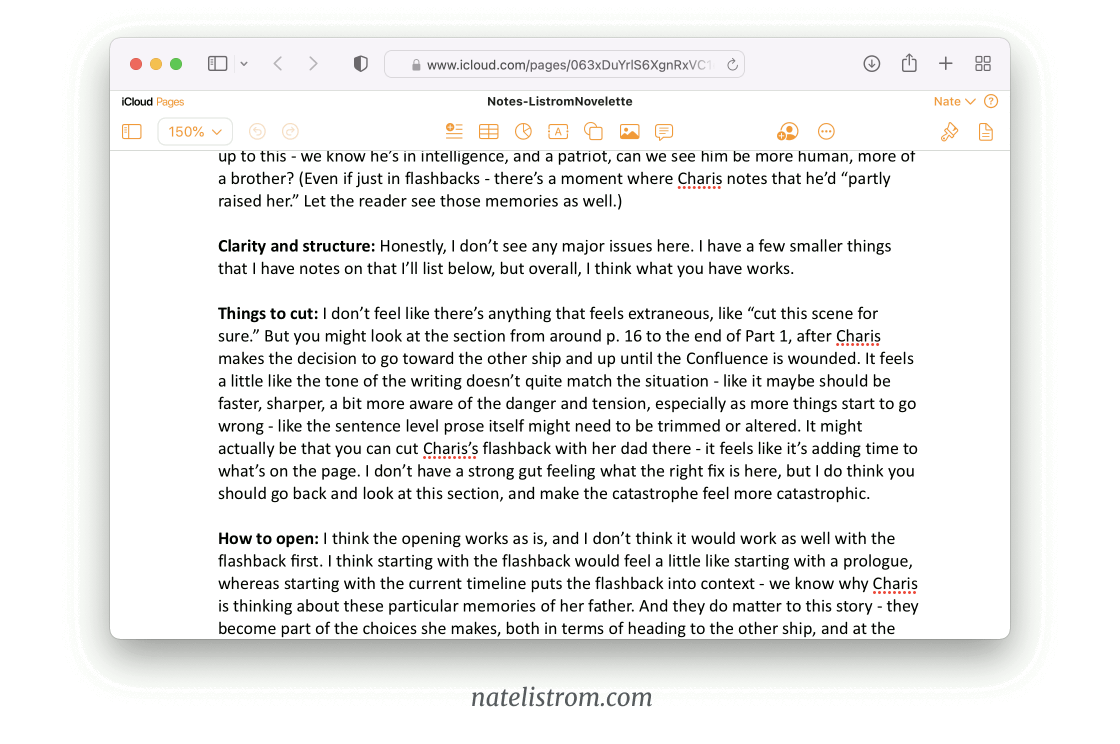 www.icloud.com/pages/063xDuYrlS6XgnRxVC1
iCloud Pages
Notes-ListromNovelette
Nate
150%
up to this - we know he’s in intelligence, and a patriot, can we see him be more human, more of
a brother? (Even if just in flashbacks - there’s a moment where Charis notes that he’d “partly
raised her.” Let the reader see those memories as well.)
Clarity and structure: Honestly, I don’t see any major issues here. I have a few smaller things
that I have notes on that I’ll list below, but overall, I think what you have works.
Things to cut: I don’t feel like there’s anything that feels extraneous, like “cut this scene for
sure.” But you might look at the section from around p. 16 to the end of Part 1, after Charis
makes the decision to go toward the other ship and up until the Confluence is wounded. It feels
a little like the tone of the writing doesn’t quite match the situation - like it maybe should be
faster, sharper, a bit more aware of the danger and tension, especially as more things start to go
wrong - like the sentence level prose itself might need to be trimmed or altered. It might
actually be that you can cut Charis’s flashback with her dad there - it feels like it’s adding time to
what’s on the page. I don’t have a strong gut feeling what the right fix is here, but I do think you
should go back and look at this section, and make the catastrophe feel more catastrophic.
How to open: I think the opening works as is, and I don’t think it would work as well with the
flashback first. I think starting with the flashback would feel a little like starting with a prologue,
whereas starting with the current timeline puts the flashback into context - we know why Charis
is thinking about these particular memories of her father. And they do matter to this story - they
become part of the choices she makes, both in terms of heading to the other ship, and at the
natelistrom.com